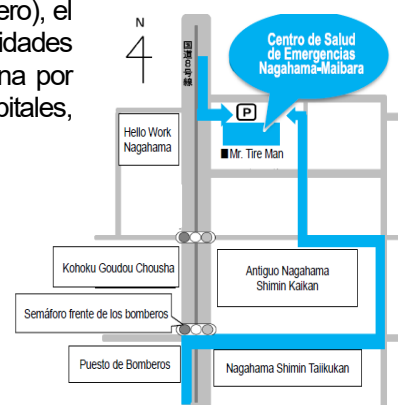 ero), el
idades
na por
pitales,
N
4
国道8号線
Centro de Salud
de Emergencias
Nagahama-Maibara
P
Hello Work
Nagahama
■Mr. Tire Man
Kohoku Goudou Chousha
Antiguo Nagahama
Shimin Kaikan
Semáforo frente de los bomberos
Puesto de Bomberos
Nagahama Shimin Taiikukan